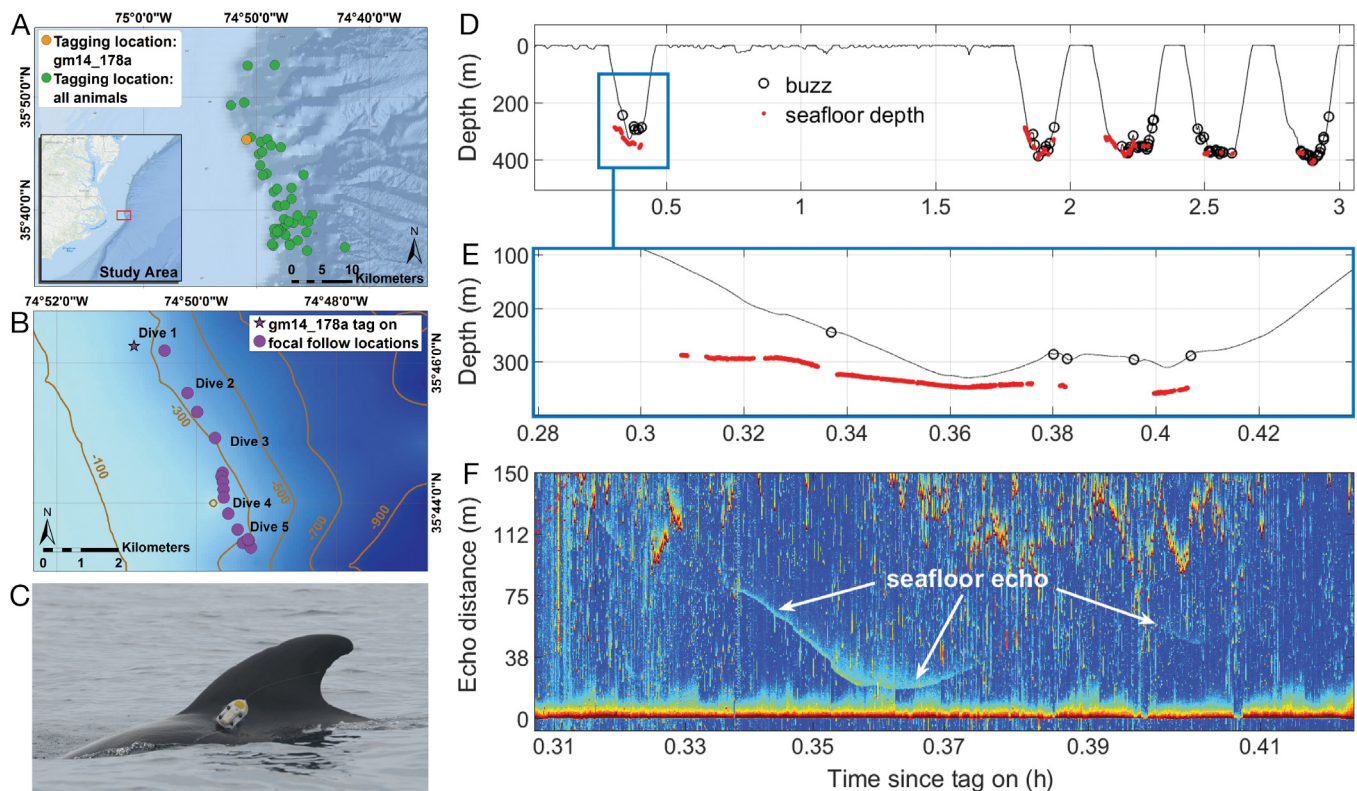 A
75°0'0"W
74°50'0"W
74°40'0"W
Tagging location:
gm14_178a
Tagging location:
all animals
35°50'0"N
35°40'0"N
Study Area
N
0 5 10
Kilometers
B
74°52'0"W
74°50'0"W
74°48'0"W
gm14_178a tag on
focal follow locations
Dive 1
Dive 2
Dive 3
Dive 4
Dive 5
-100
-300
-500
-700
-900
35°46'0"N
35°44'0"N
N
Kilometers
0 1 2
C
D
Depth (m)
0
200
400
buzz
seafloor depth
0.5 1 1.5 2 2.5 3
E
Depth (m)
100
200
300
0.28 0.3 0.32 0.34 0.36 0.38 0.4 0.42
F
Echo distance (m)
150
112
75
38
0
seafloor echo
0.31 0.33 0.35 0.37 0.39 0.41
Time since tag on (h)